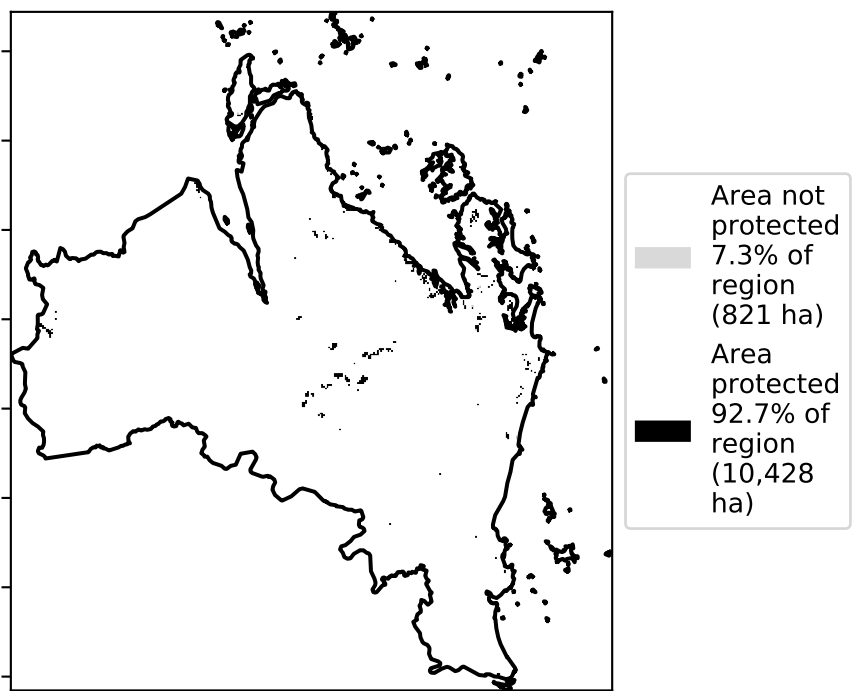 Area not
protected
7.3% of
region
(821 ha)
Area
protected
92.7% of
region
(10,428
ha)